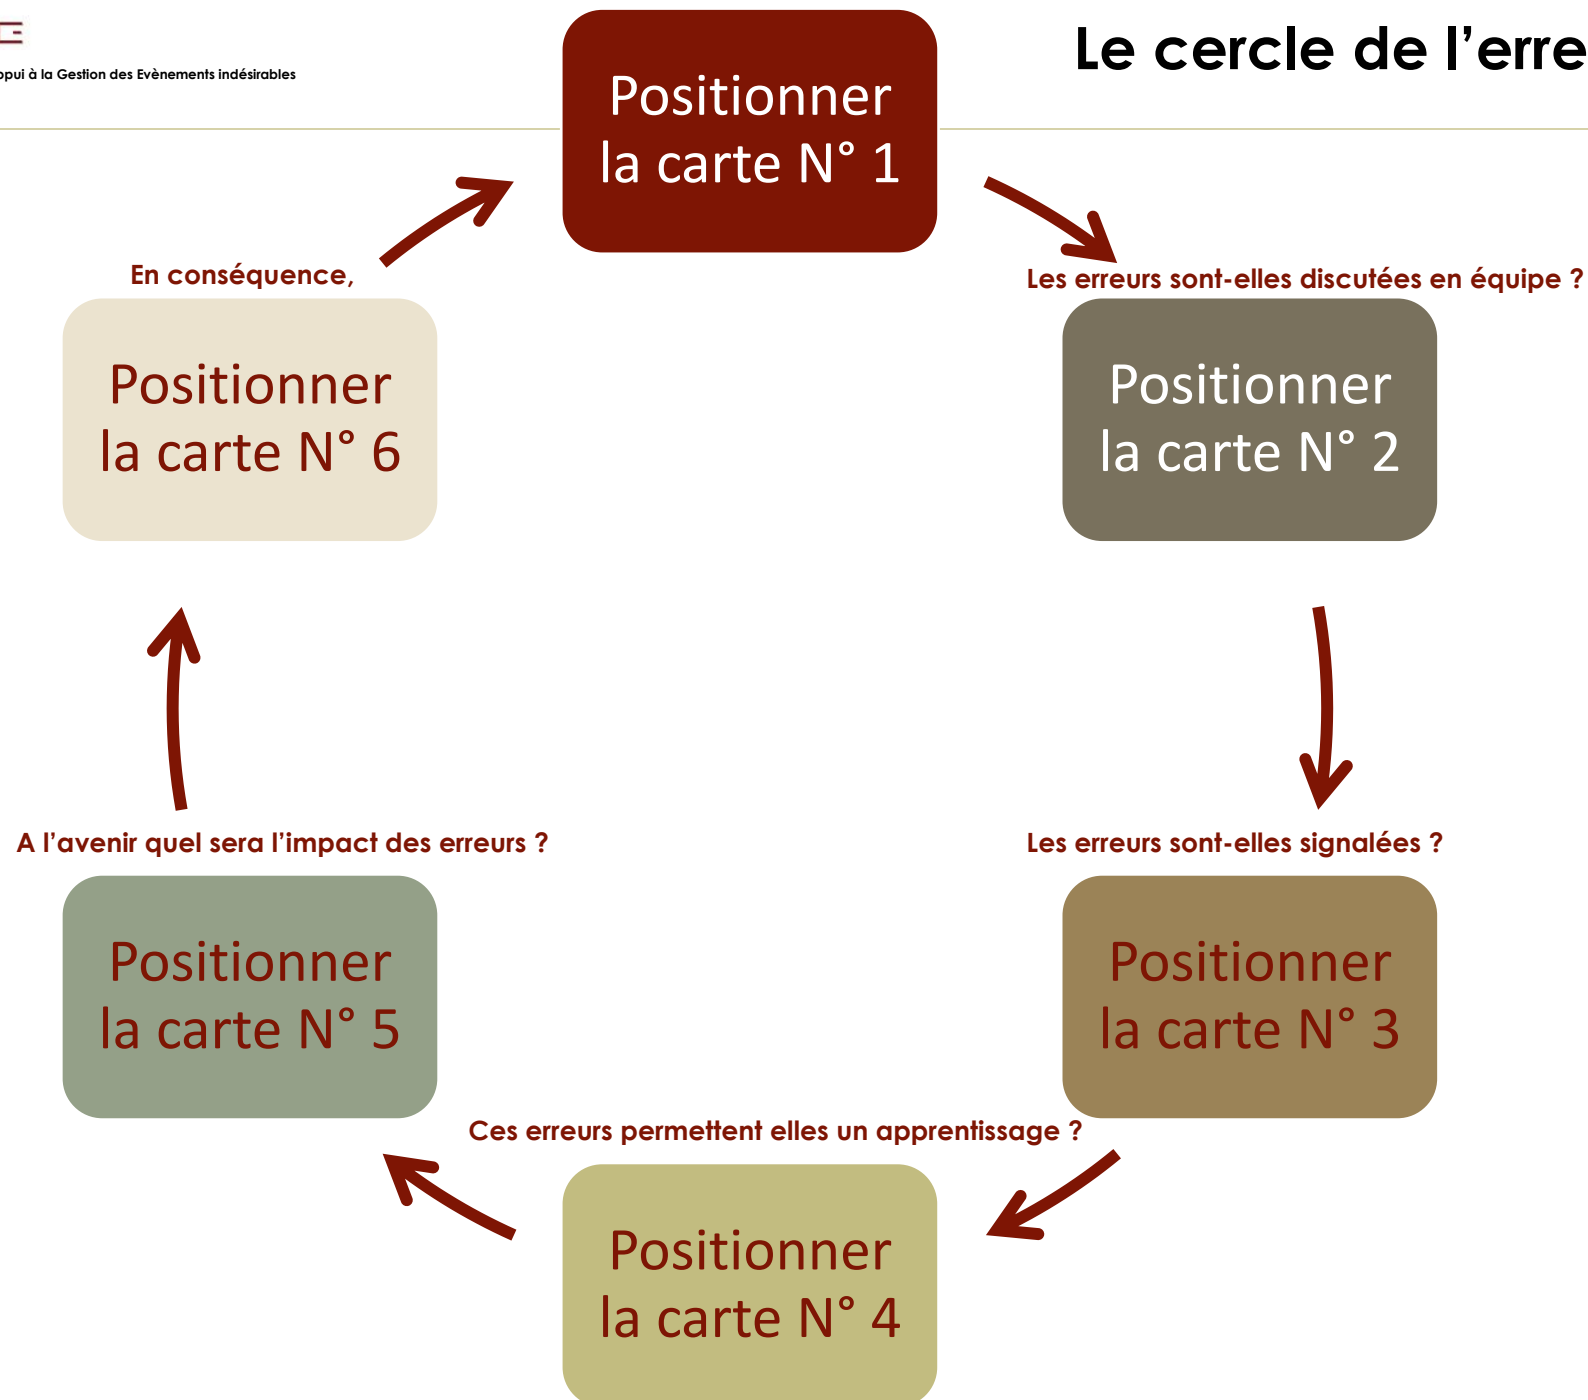 à la Gestion des Evènements indésirables
Le cercle de l’erre
Positionner
la carte N° 1
En conséquence,
Les erreurs sont-elles discutées en équipe ?
Positionner
la carte N° 6
Positionner
la carte N° 2
A l’avenir quel sera l’impact des erreurs ?
Les erreurs sont-elles signalées ?
Positionner
la carte N° 5
Positionner
la carte N° 3
Ces erreurs permettent elles un apprentissage ?
Positionner
la carte N° 4